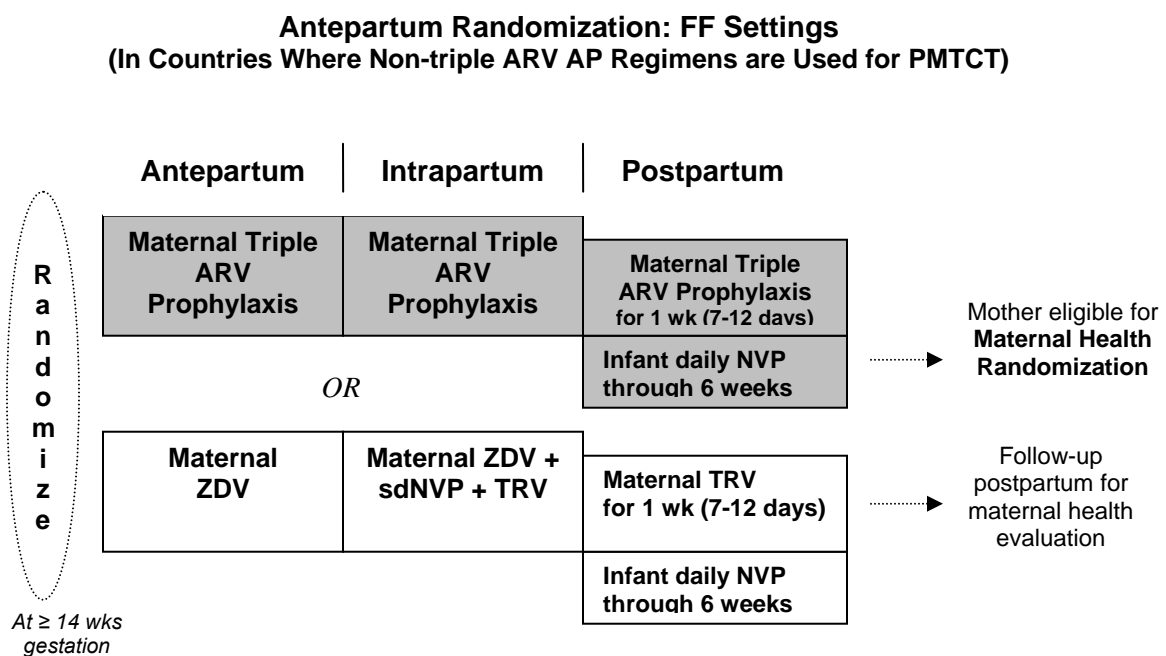 Antepartum Randomization: FF Settings
(In Countries Where Non-triple ARV AP Regimens are Used for PMTCT)
Antepartum
Intrapartum
Postpartum
Randomize
At ≥ 14 wks
gestation
Maternal Triple
ARV
Prophylaxis
Maternal Triple
ARV
Prophylaxis
Maternal Triple
ARV Prophylaxis
for 1 wk (7-12 days)
Infant daily NVP
through 6 weeks
Mother eligible for
Maternal Health
Randomization
OR
Maternal
ZDV
Maternal ZDV +
sdNVP + TRV
Maternal TRV
for 1 wk (7-12 days)
Infant daily NVP
through 6 weeks
Follow-up
postpartum for
maternal health
evaluation